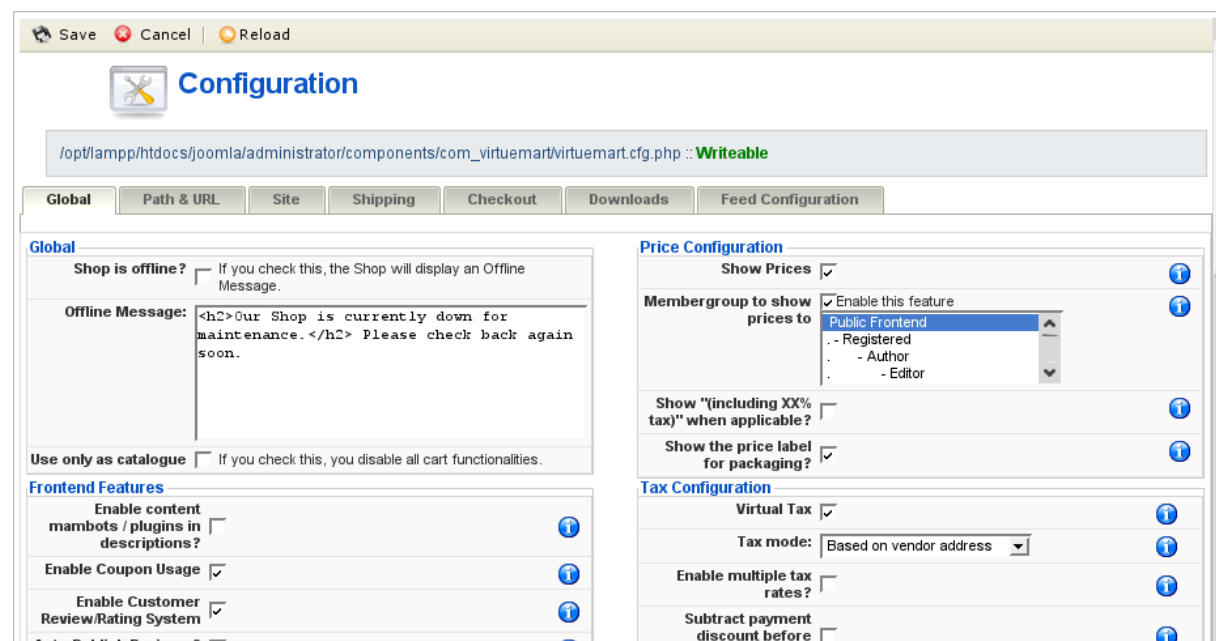 Save Cancel Reload
Configuration
/opt/lampp/htdocs/joomla/administrator/components/com_virtuemart/virtuemart.cfg.php :: Writeable
Global Path & URL Site Shipping Checkout Downloads Feed Configuration
Global
Shop is offline? If you check this, the Shop will display an Offline
Message.
Offline Message: <h2>Our Shop is currently down for
maintenance.</h2> Please check back again
soon.
Use only as catalogue If you check this, you disable all cart functionalities.
Frontend Features
Enable content
mambots / plugins in
descriptions?
Enable Coupon Usage
Enable Customer
Review/Rating System
Price Configuration
Show Prices
Membergroup to show Enable this feature
prices to Public Frontend
. - Registered
. - Author
. - Editor
Show "(including XX%
tax)" when applicable?
Show the price label
for packaging?
Tax Configuration
Virtual Tax
Tax mode: Based on vendor address
Enable multiple tax
rates?
Subtract payment
discount before